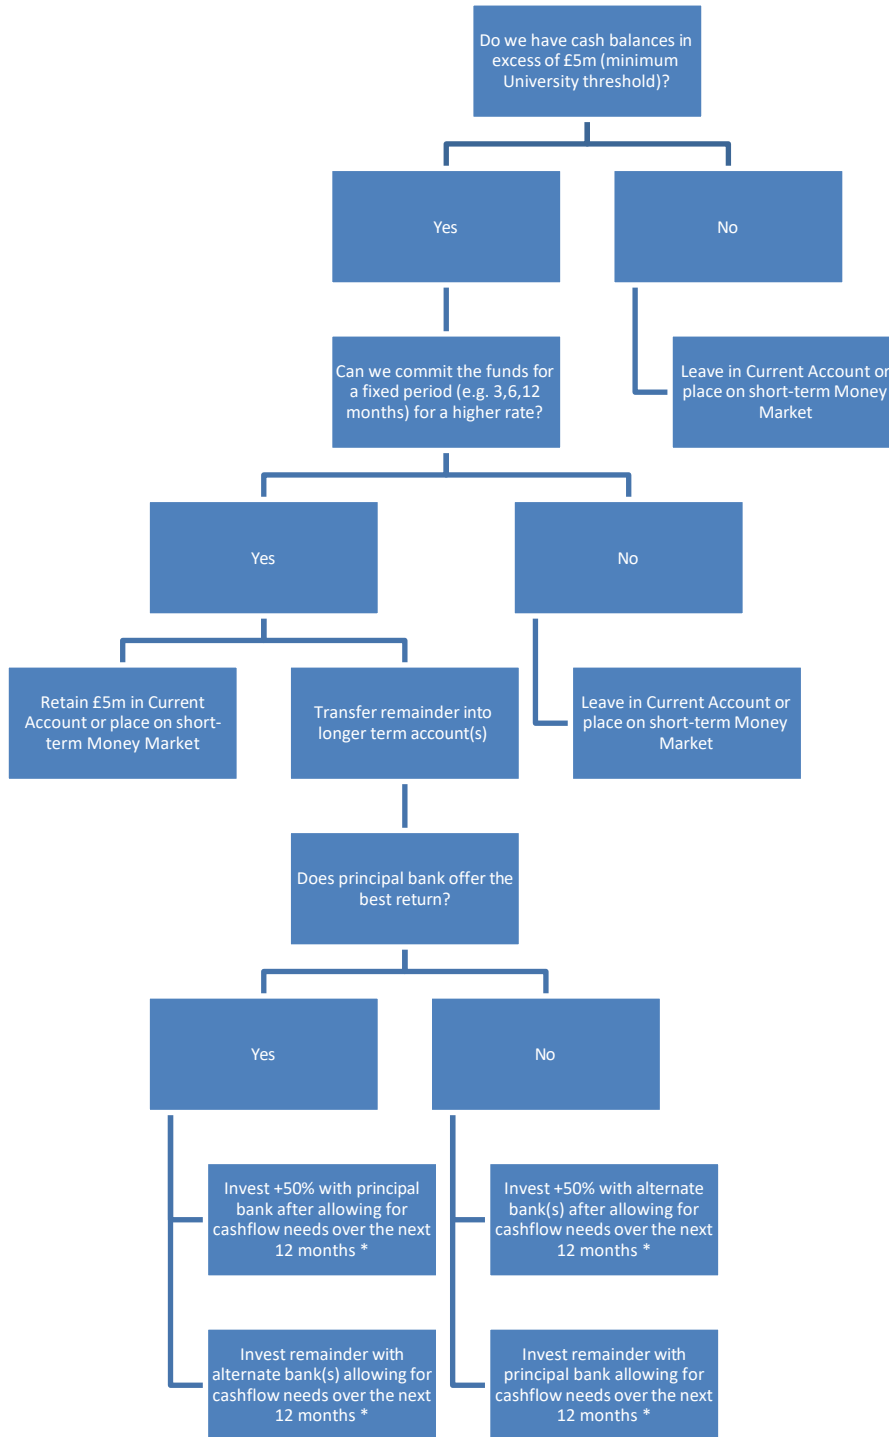 Do we have cash balances in
excess of £5m (minimum
University threshold)?
Yes
No
Can we commit the funds for
a fixed period (e.g. 3,6,12
months) for a higher rate?
Leave in Current Account or
place on short-term Money
Market
Yes
No
Retain £5m in Current
Account or place on short-
term Money Market
Transfer remainder into
longer term account(s)
Leave in Current Account or
place on short-term Money
Market
Does principal bank offer the
best return?
Yes
No
Invest +50% with principal
bank after allowing for
cashflow needs over the next
12 months *
Invest +50% with alternate
bank(s) after allowing for
cashflow needs over the next
12 months *
Invest remainder with
alternate bank(s) allowing for
cashflow needs over the next
12 months *
Invest remainder with
principal bank allowing for
cashflow needs over the next
12 months *